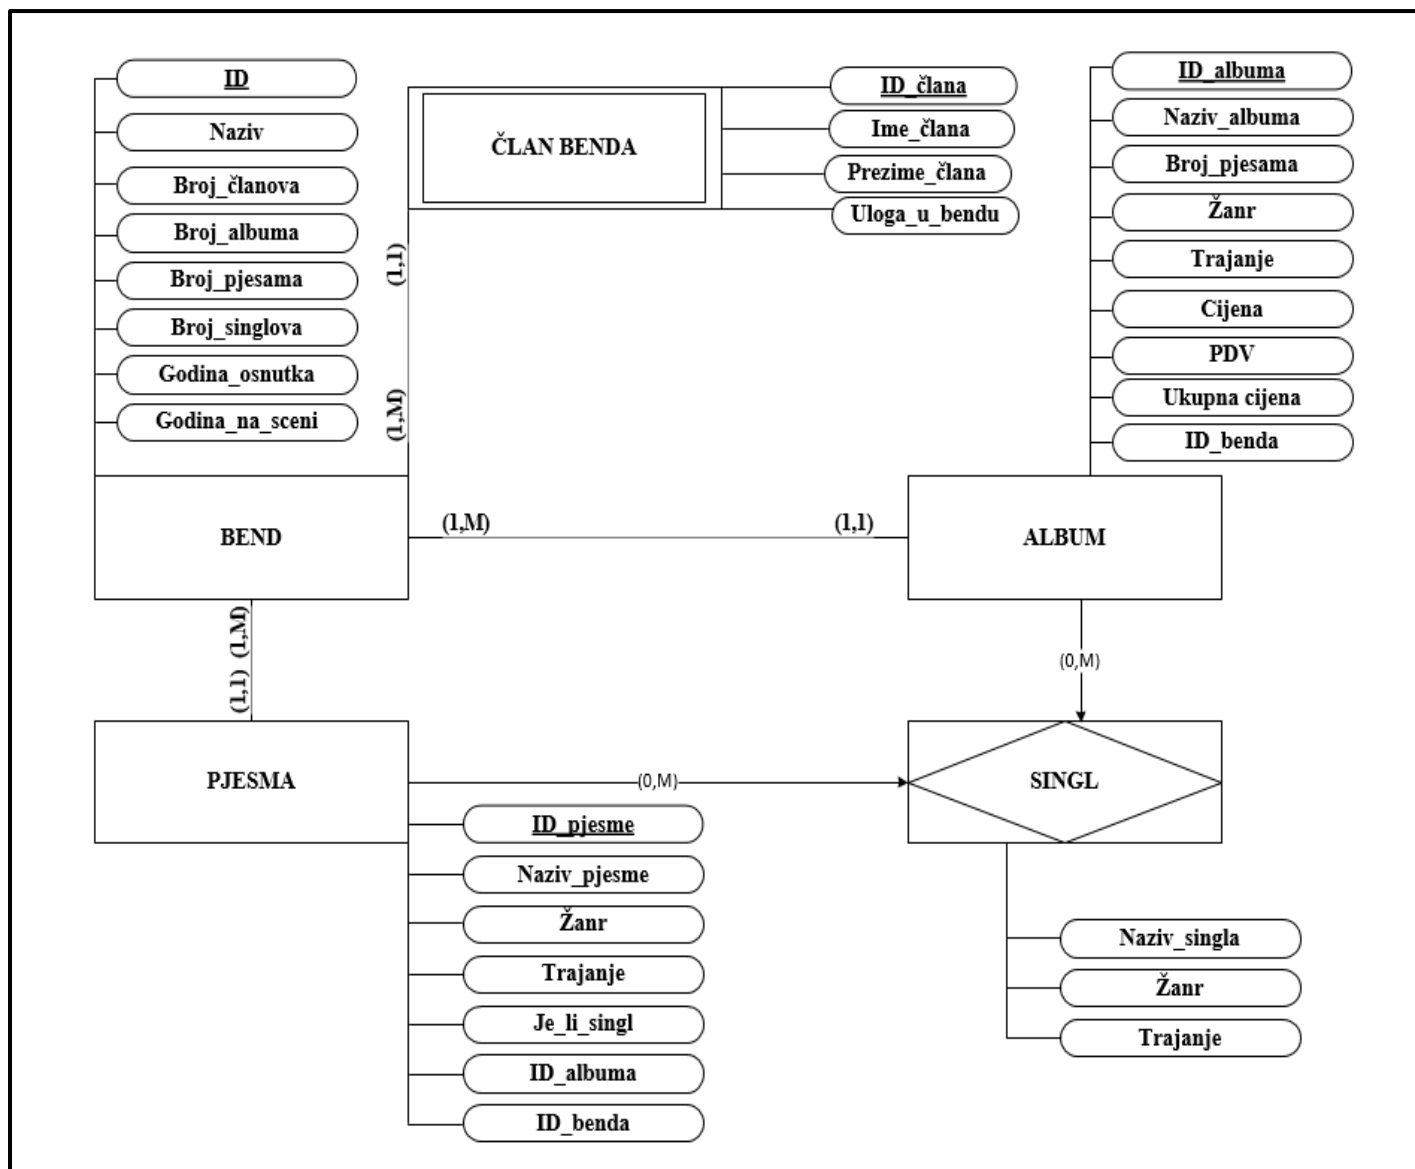 ID
Naziv
Broj_članova
Broj_albuma
Broj_pjesama
Broj_singlova
Godina_osnutka
Godina_na_sceni
ČLAN BENDA
ID_člana
Ime_člana
Prezime_člana
Uloga_u_bendu
ID_albuma
Naziv_albuma
Broj_pjesama
Žanr
Trajanje
Cijena
PDV
Ukupna cijena
ID_benda
(1,1)
(1,M)
BEND
(1,M)
(1,1)
ALBUM
(1,M)
(1,1)
(0,M)
PJESMA
(0,M)
SINGL
ID_pjesme
Naziv_pjesme
Žanr
Trajanje
Je_li_singl
ID_albuma
ID_benda
Naziv_singla
Žanr
Trajanje